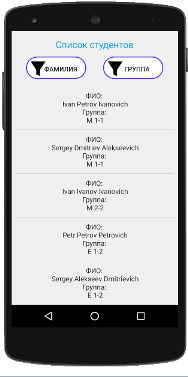 Список студентов
ФАМИЛИЯ ГРУППА
ФИО:
Ivan Petrov Ivanovich
Группа:
М 1-1
ФИО:
Sergey Dmitriev Alekseevich
Группа:
М 1-1
ФИО:
Ivan Ivanov Ivanovich
Группа:
М 2-2
ФИО:
Petr Petrov Petrovich
Группа:
Е 1-2
ФИО:
Sergey Alekseev Dmitrievich
Группа:
Е 1-2